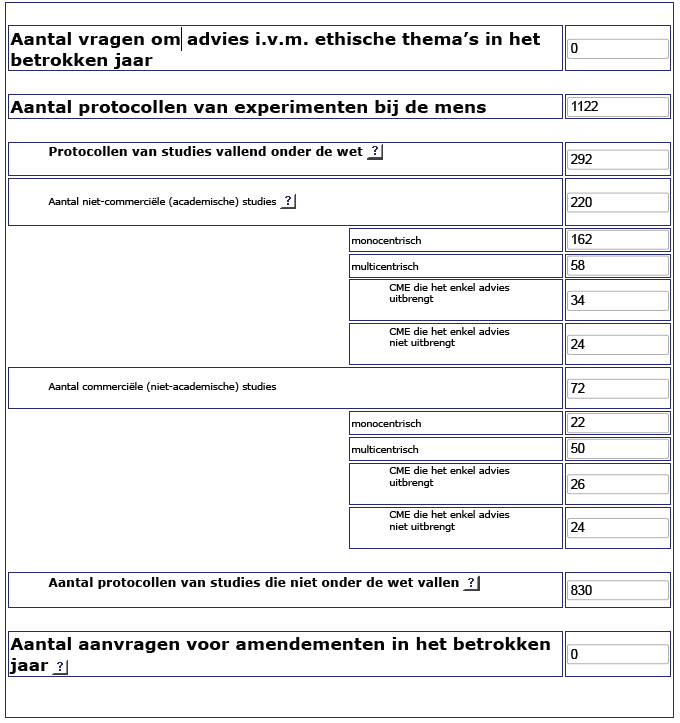 Aantal vragen om advies i.v.m. ethische thema’s in het
betrokken jaar
0
Aantal protocollen van experimenten bij de mens
1122
Protocollen van studies vallend onder de wet ?
292
Aantal niet-commerciële (academische) studies ?
220
monocentrisch
162
multicentrisch
58
CME die het enkel advies
uitbrengt
34
CME die het enkel advies
niet uitbrengt
24
Aantal commerciële (niet-academische) studies
72
monocentrisch
22
multicentrisch
50
CME die het enkel advies
uitbrengt
26
CME die het enkel advies
niet uitbrengt
24
Aantal protocollen van studies die niet onder de wet vallen ?
830
Aantal aanvragen voor amendementen in het betrokken
jaar ?
0